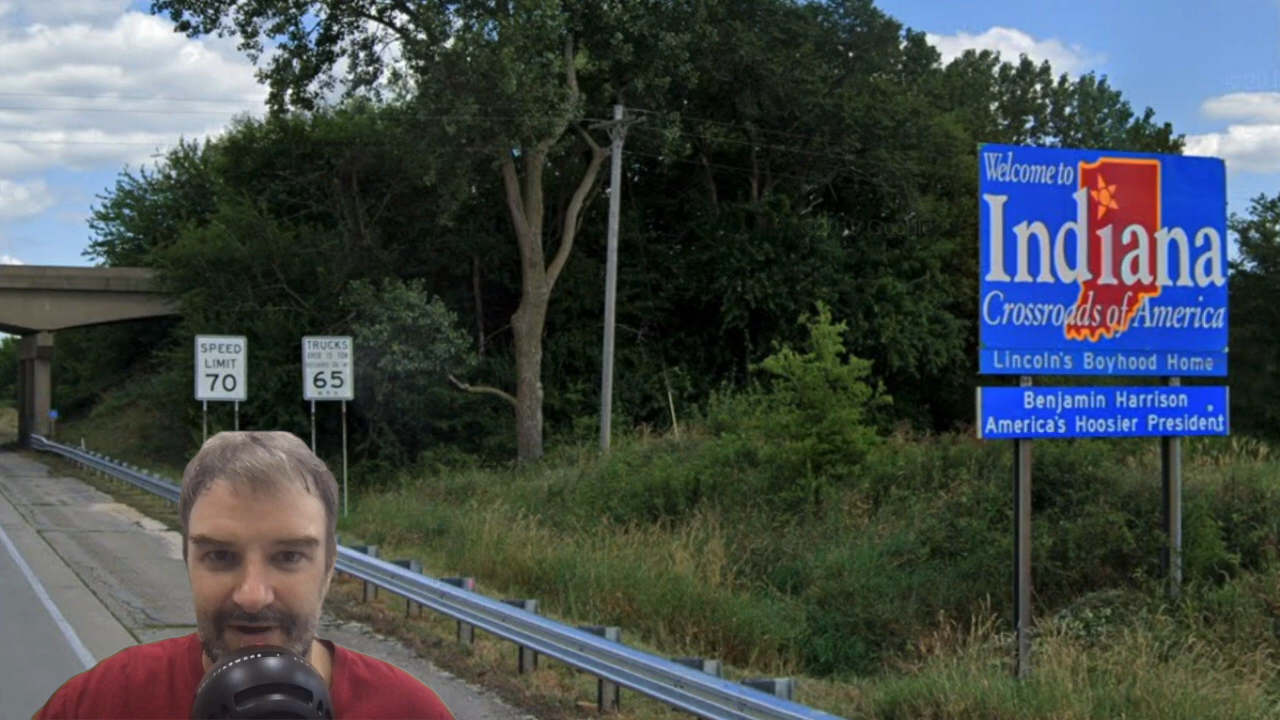 Welcome to
Indiana
Crossroads of America
Lincoln's Boyhood Home
Benjamin Harrison
America's Hoosier President
SPEED
LIMIT
70
TRUCKS
65